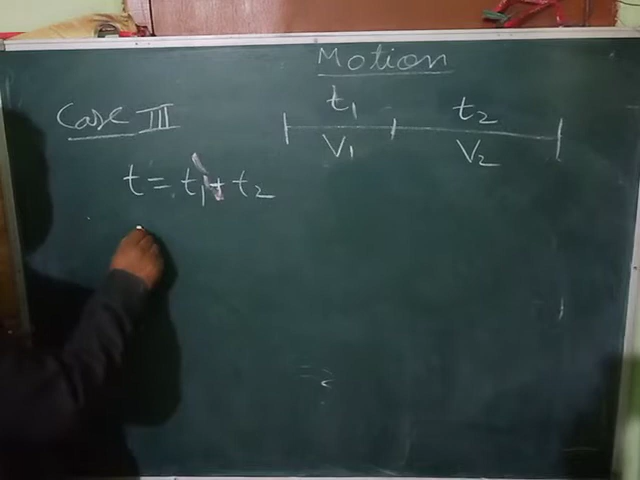 Motion
Case III
t₁ t₂
V₁ V₂
t = t₁ + t₂